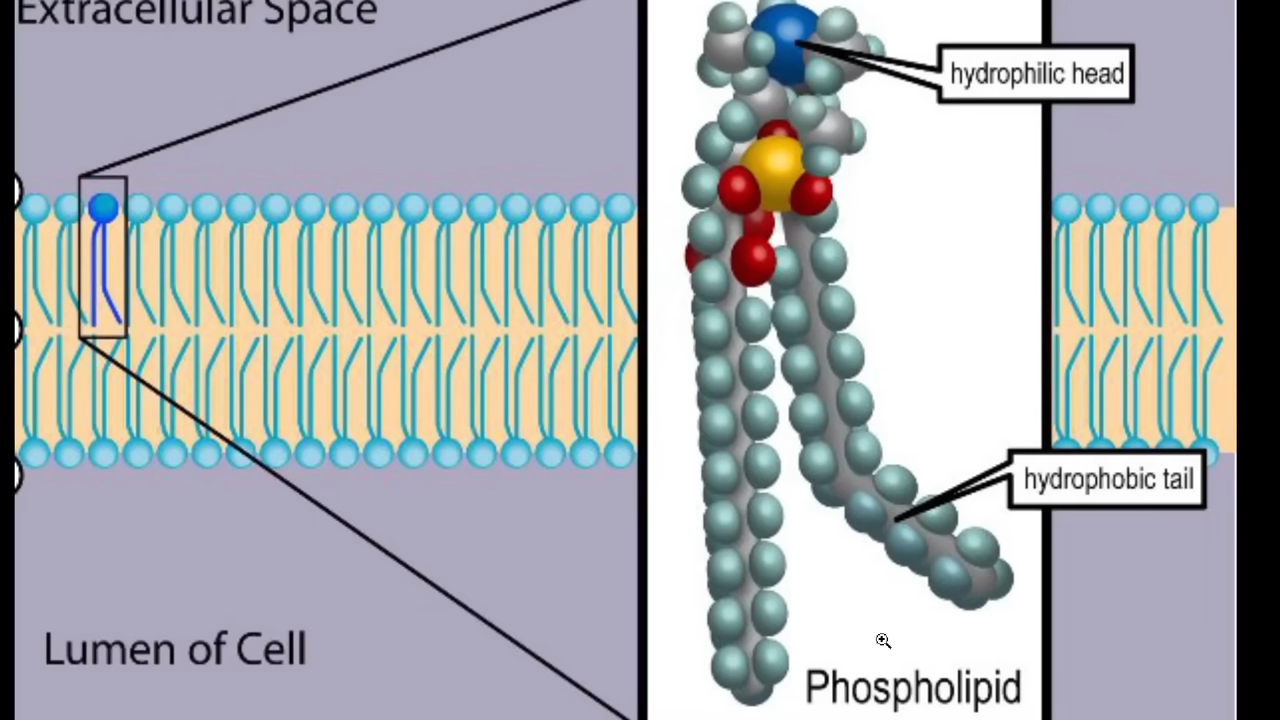 Extracellular Space
hydrophilic head
hydrophobic tail
Lumen of Cell
Phospholipid